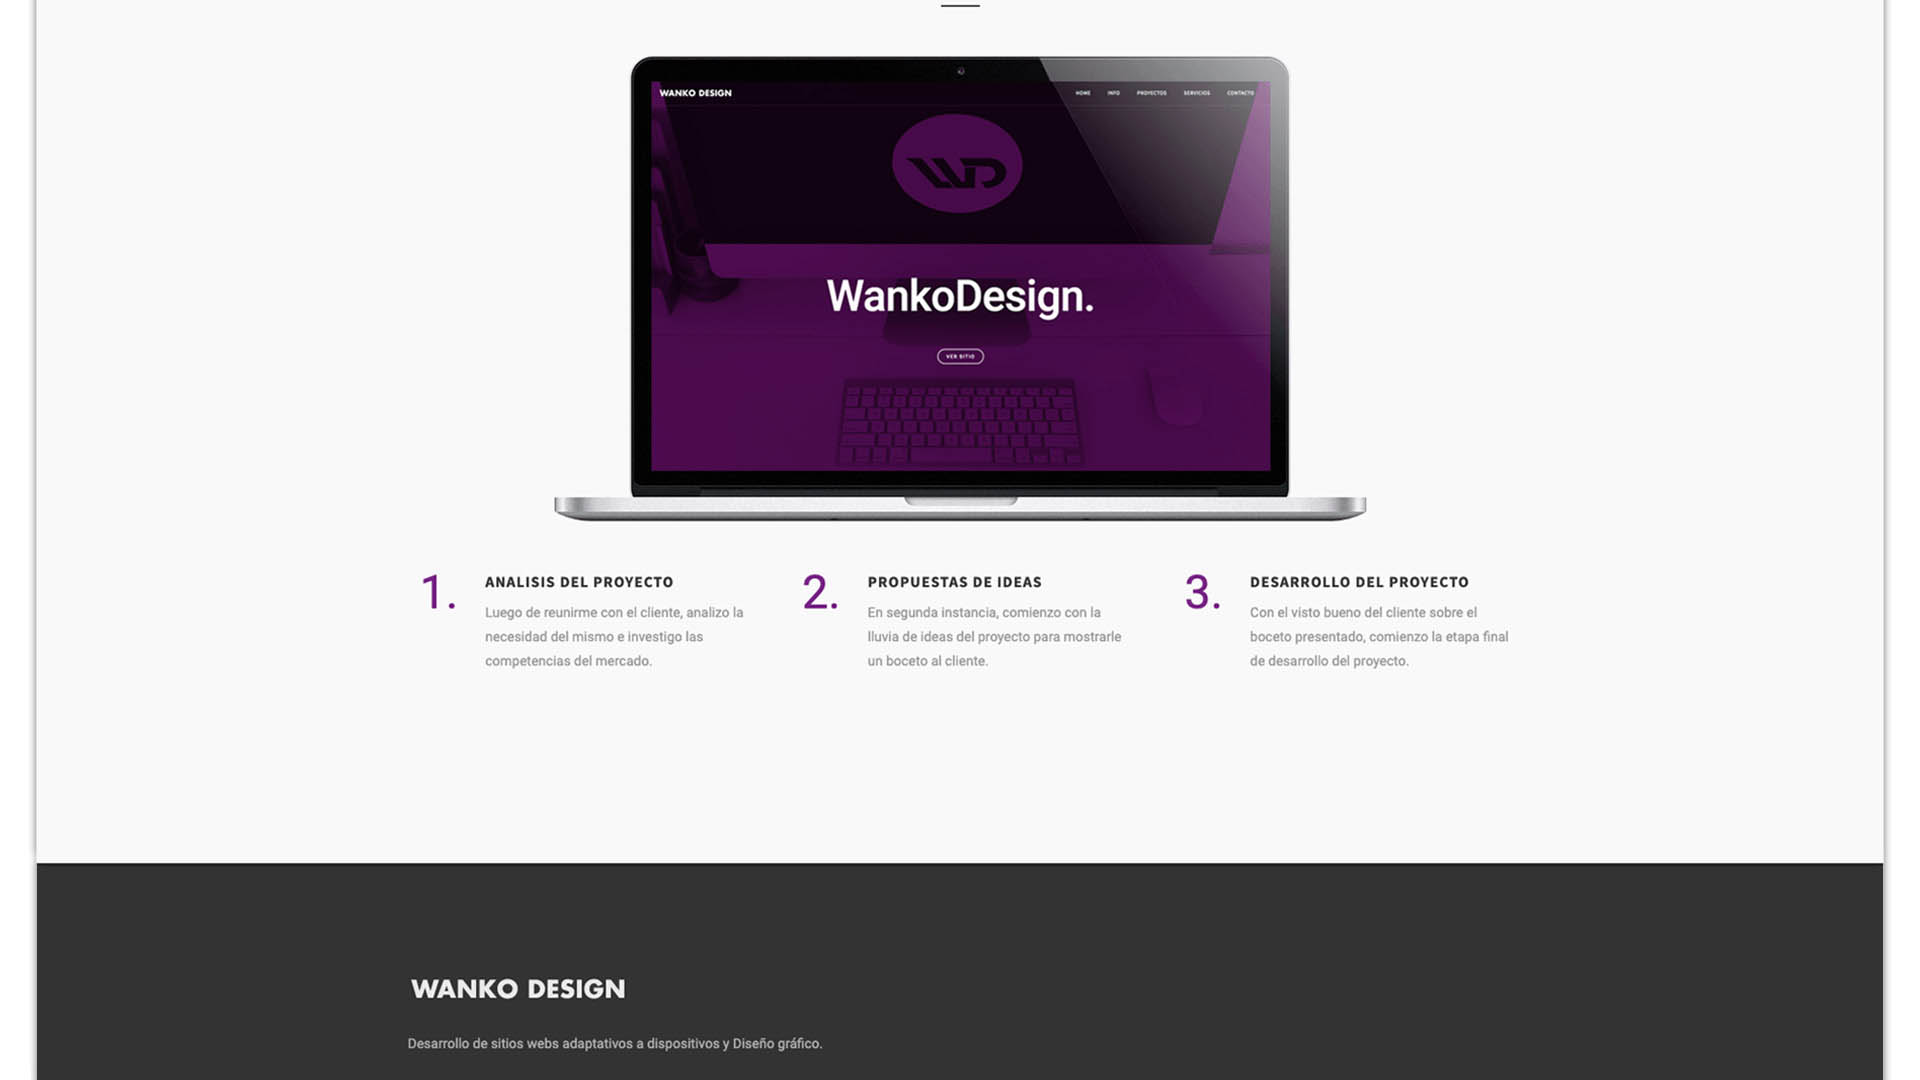 WANKO DESIGN
HOME INFO PROYECTOS SERVICIOS CONTACTO
WD
WankoDesign.
VER SITIO
1.
ANALISIS DEL PROYECTO
Luego de reunirme con el cliente, analizo la
necesidad del mismo e investigo las
competencias del mercado.
2.
PROPUESTAS DE IDEAS
En segunda instancia, comienzo con la
lluvia de ideas del proyecto para mostrarle
un boceto al cliente.
3.
DESARROLLO DEL PROYECTO
Con el visto bueno del cliente sobre el
boceto presentado, comienzo la etapa final
de desarrollo del proyecto.
WANKO DESIGN
Desarrollo de sitios webs adaptativos a dispositivos y Diseño gráfico.